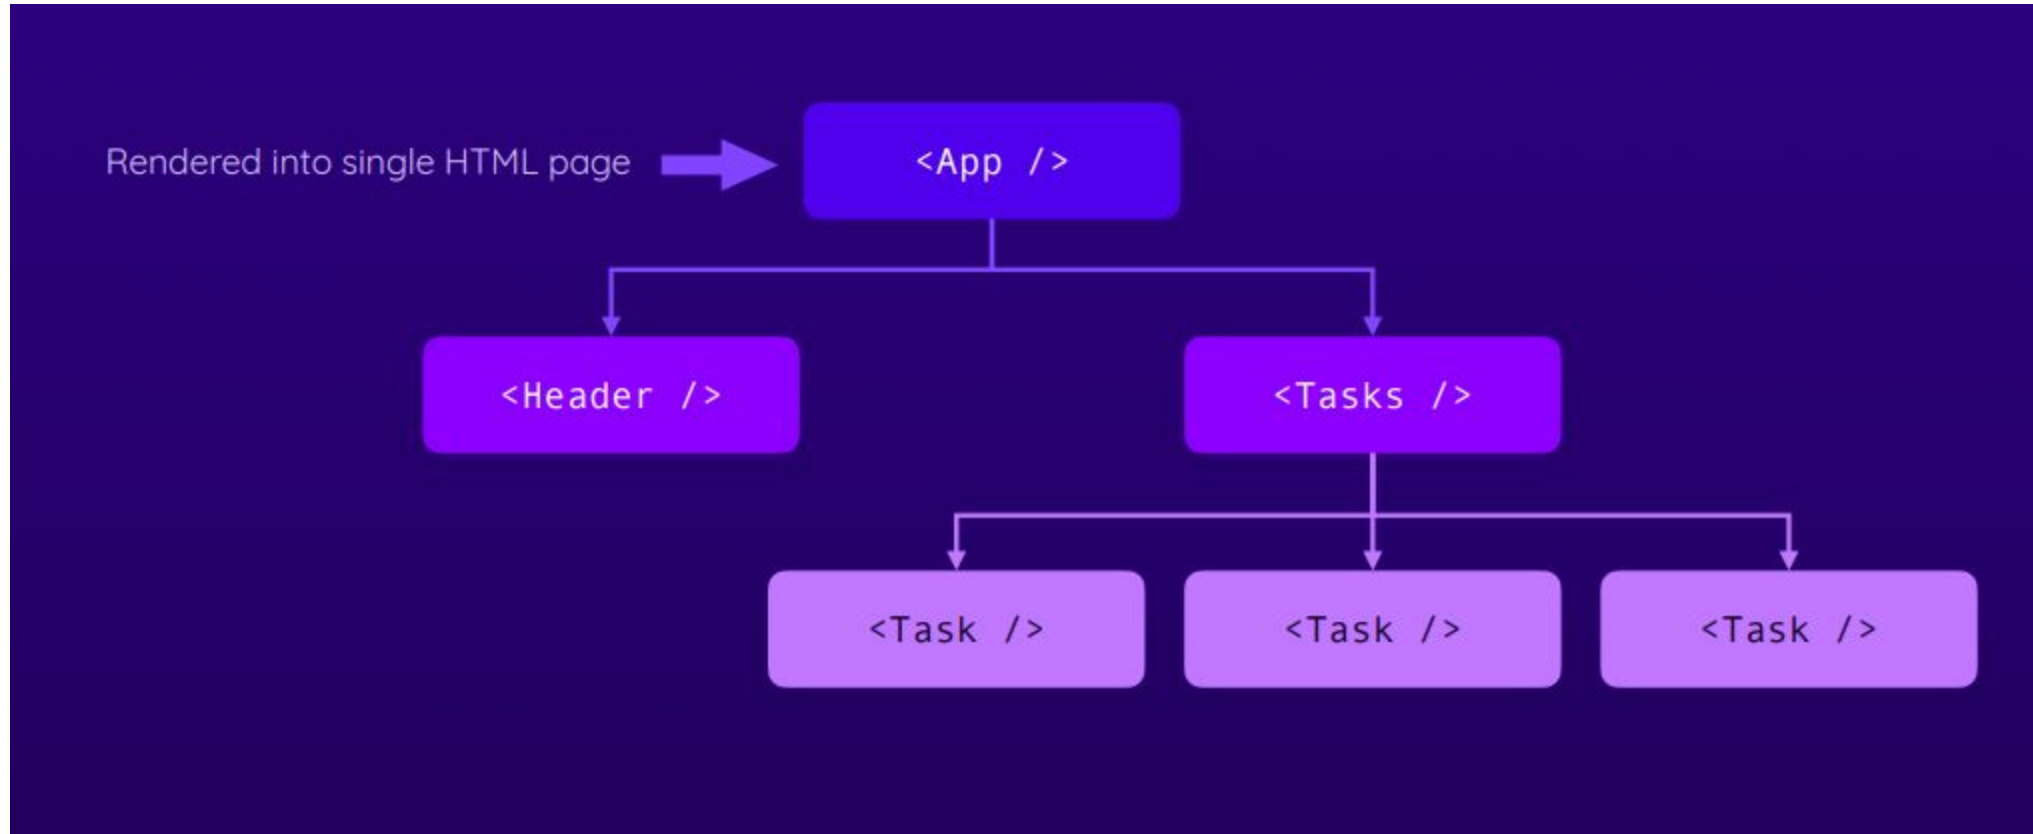 Rendered into single HTML page
<App />
<Header />
<Tasks />
<Task />
<Task />
<Task />